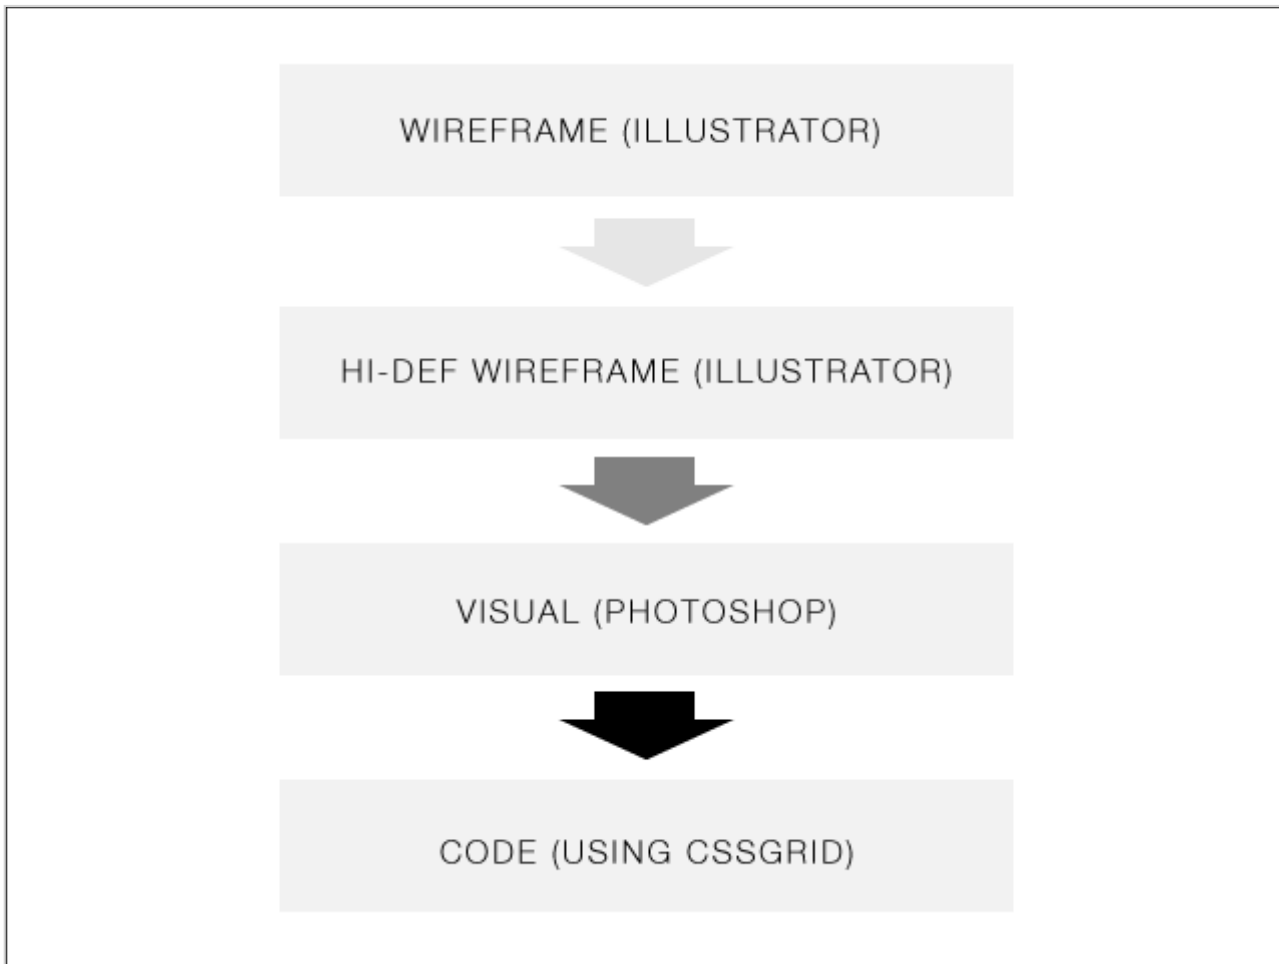 WIREFRAME (ILLUSTRATOR)
HI-DEF WIREFRAME (ILLUSTRATOR)
VISUAL (PHOTOSHOP)
CODE (USING CSSGRID)